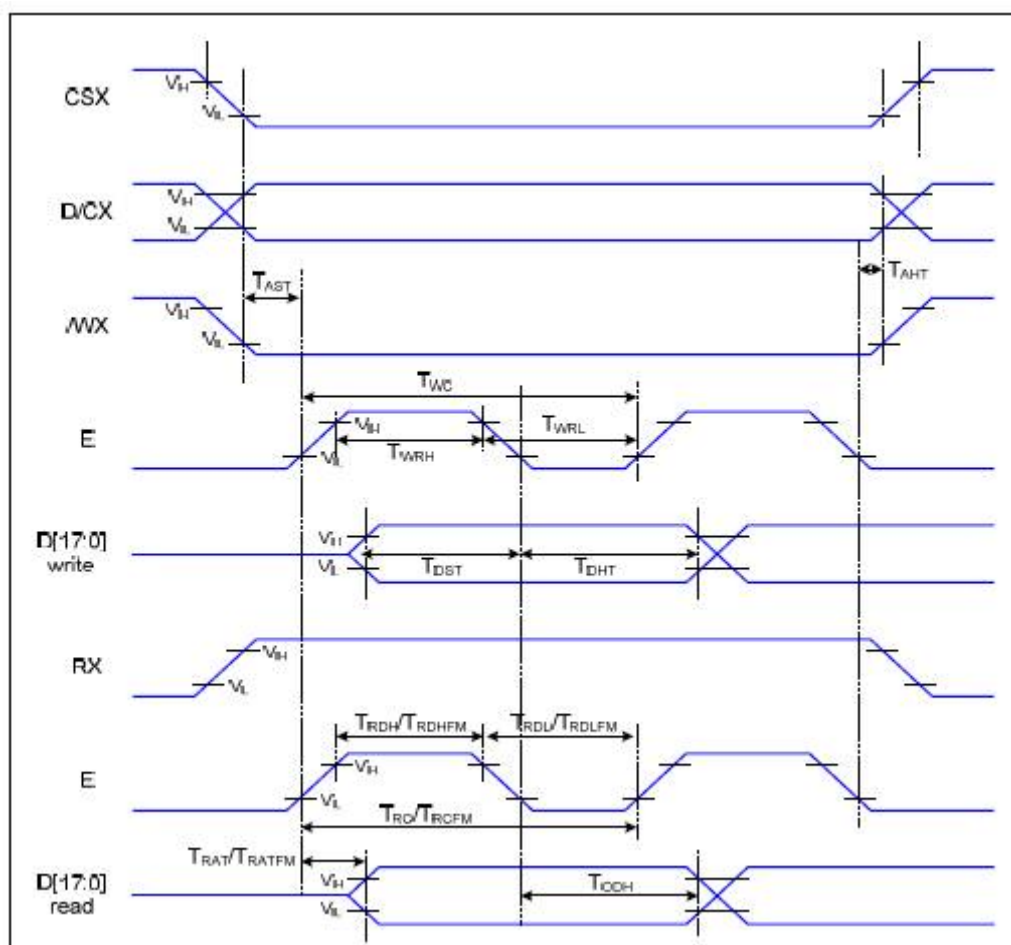 CSX
VIH
VIL
D/CX
VIH
VIL
TAST
TAHT
/WX
VIH
VIL
TWC
E
VIH
TWRL
TWRH
VIL
D[17:0]
write
VIH
VIL
TDST
TDHT
RX
VIH
VIL
TRDH/TRDHFM
TRDL/TRDLFM
E
VIH
VIL
TRC/TRCFM
TRAT/TRATFM
D[17:0]
read
VIH
VIL
TODH